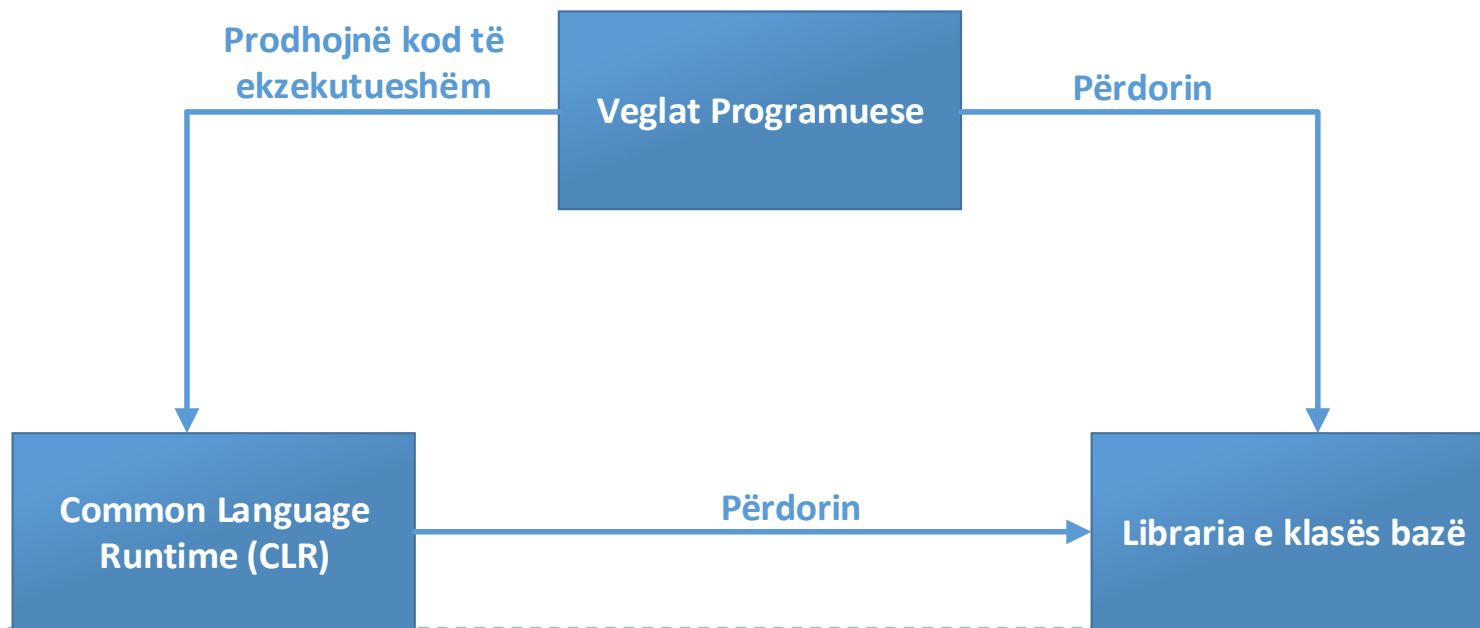 Prodhojnë kod të
ekzekutueshëm
Veglat Programuese
Përdorin
Common Language
Runtime (CLR)
Përdorin
Libraria e klasës bazë